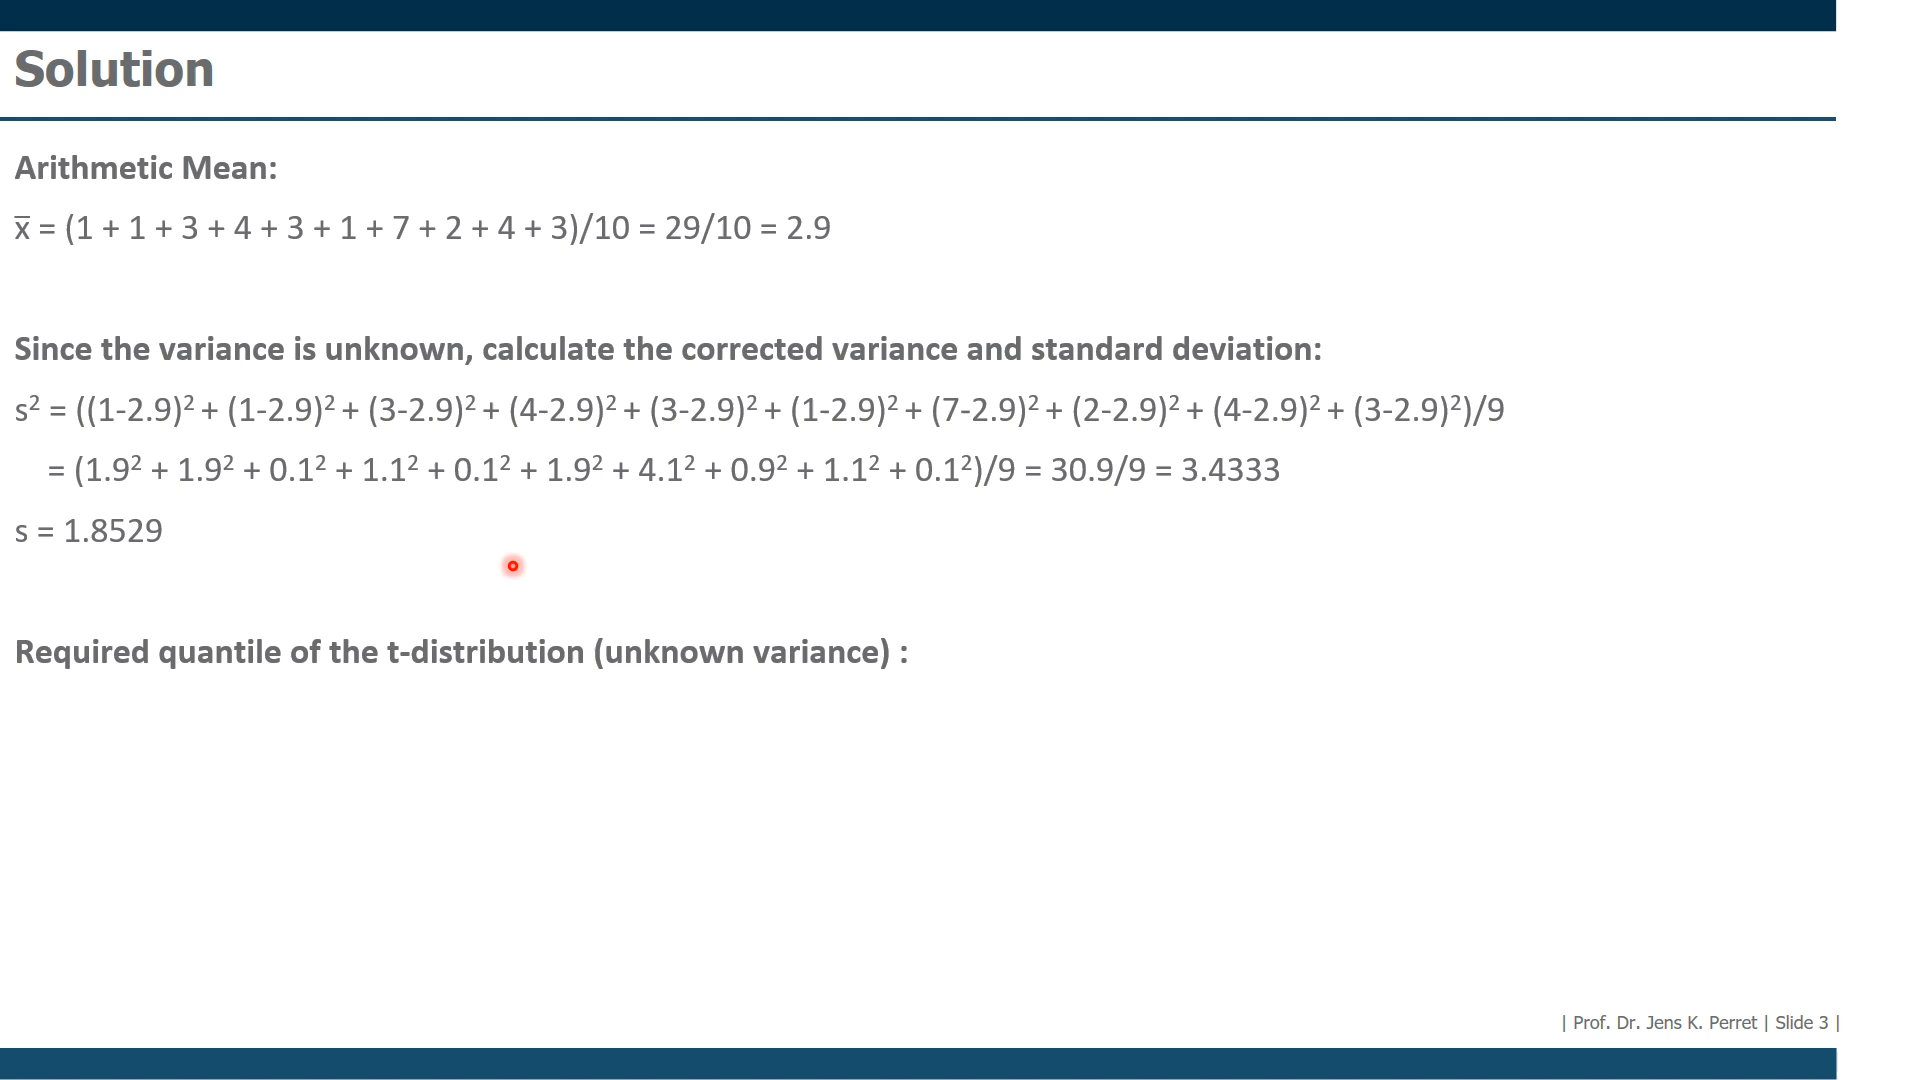 Solution
Arithmetic Mean:
x̅ = (1 + 1 + 3 + 4 + 3 + 1 + 7 + 2 + 4 + 3)/10 = 29/10 = 2.9
Since the variance is unknown, calculate the corrected variance and standard deviation:
s² = ((1-2.9)² + (1-2.9)² + (3-2.9)² + (4-2.9)² + (3-2.9)² + (1-2.9)² + (7-2.9)² + (2-2.9)² + (4-2.9)² + (3-2.9)²)/9
= (1.9² + 1.9² + 0.1² + 1.1² + 0.1² + 1.9² + 4.1² + 0.9² + 1.1² + 0.1²)/9 = 30.9/9 = 3.4333
s = 1.8529
Required quantile of the t-distribution (unknown variance) :
| Prof. Dr. Jens K. Perret | Slide 3 |